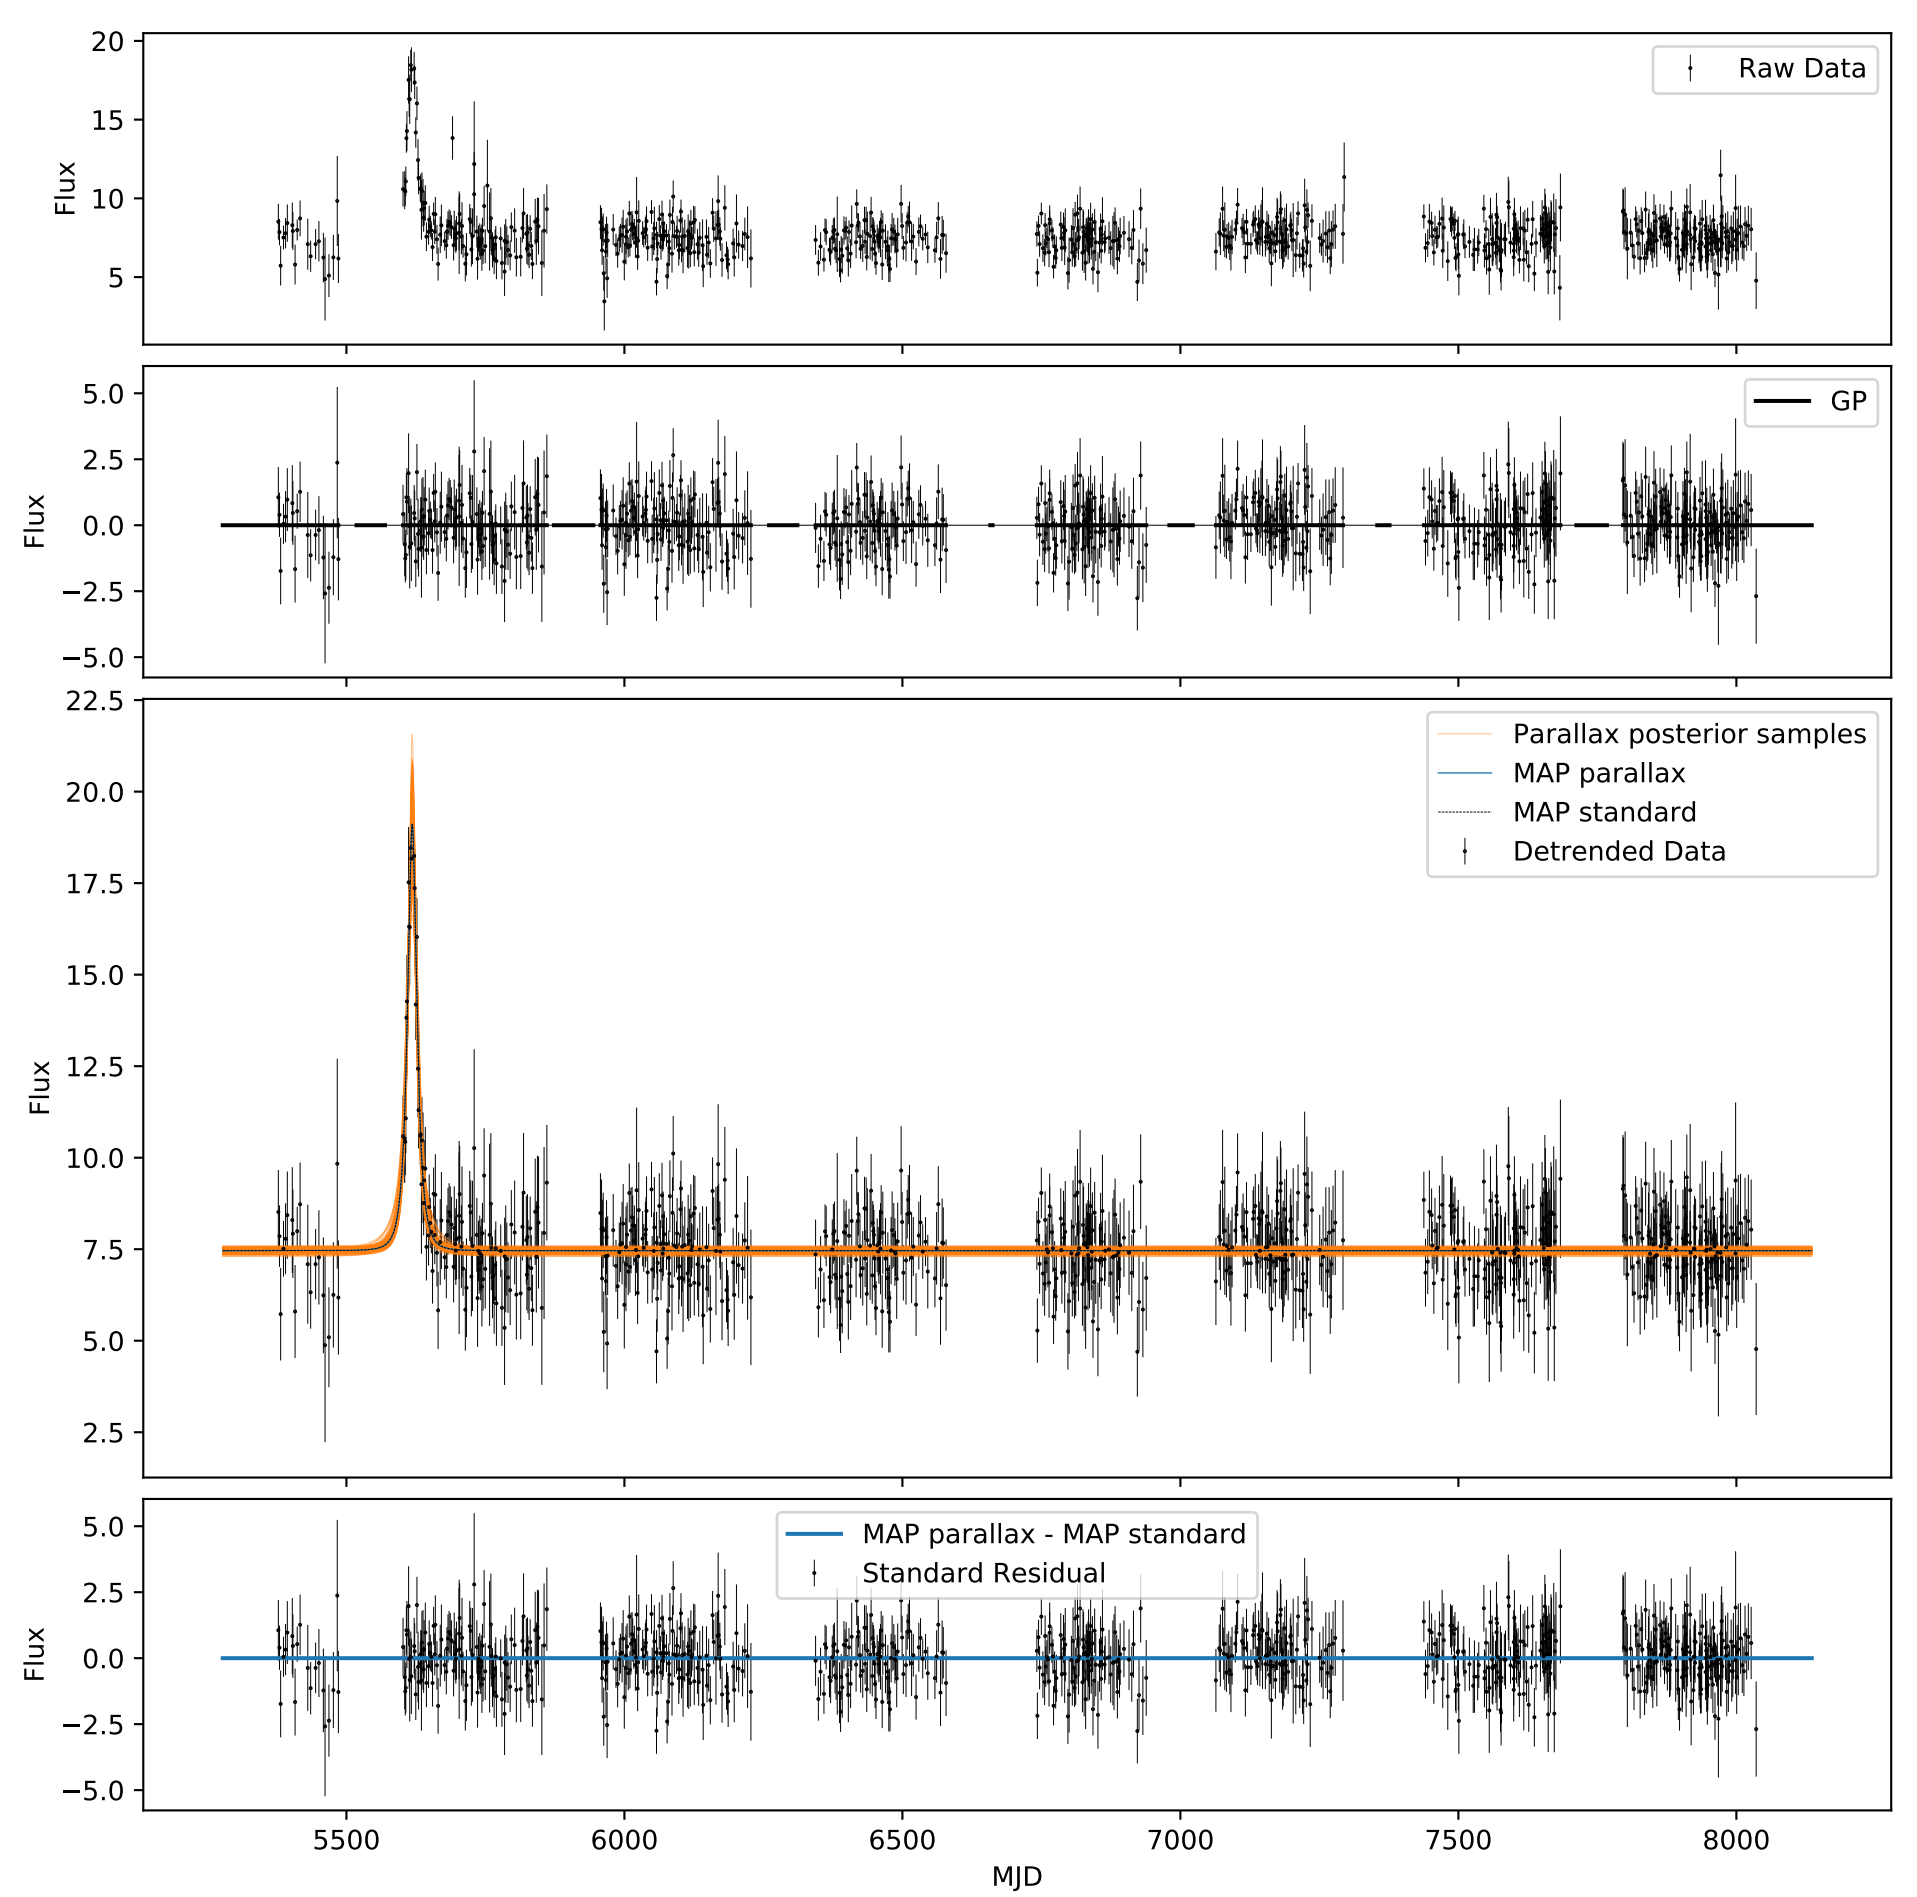 20
15
10
5
Flux
Raw Data
5.0
2.5
0.0
−2.5
−5.0
Flux
GP
22.5
20.0
17.5
15.0
12.5
10.0
7.5
5.0
2.5
Flux
Parallax posterior samples
MAP parallax
MAP standard
Detrended Data
5.0
2.5
0.0
−2.5
−5.0
Flux
MAP parallax - MAP standard
Standard Residual
5500 6000 6500 7000 7500 8000
MJD